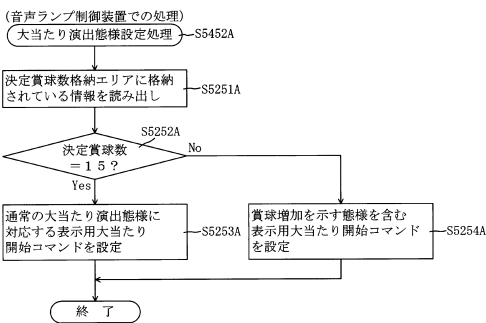 (音声ランプ制御装置での処理)
大当たり演出態様設定処理
S5452A
決定賞球数格納エリアに格納
されている情報を読み出し
S5251A
S5252A
決定賞球数
=15?
No
Yes
通常の大当たり演出態様に
対応する表示用大当たり
開始コマンドを設定
S5253A
賞球増加を示す態様を含む
表示用大当たり開始コマンド
を設定
S5254A
終 了